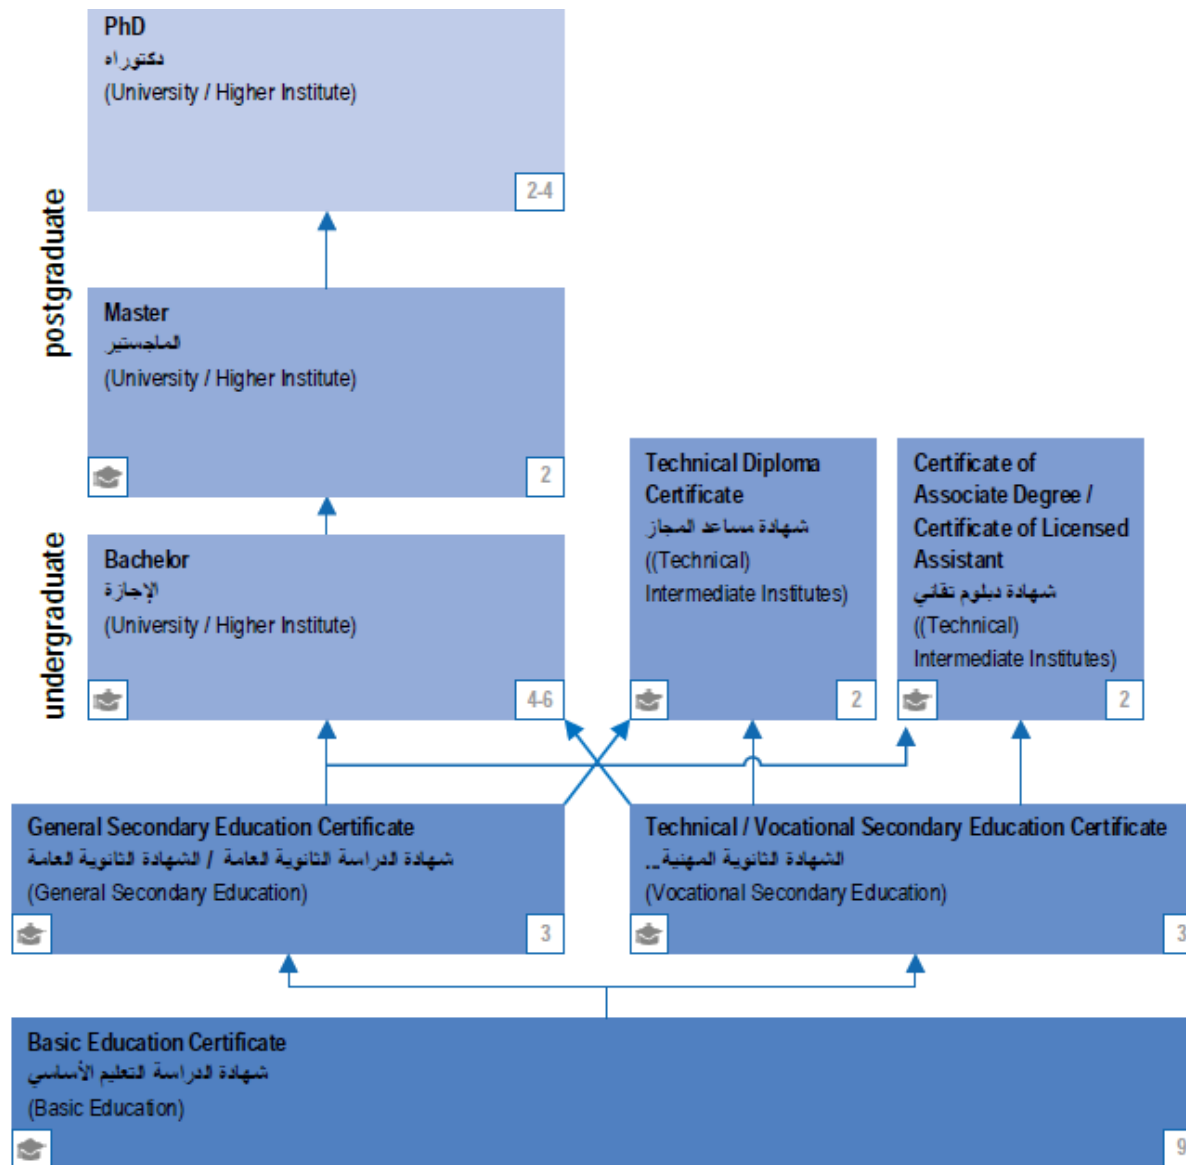 PhD
دكتوراه
(University / Higher Institute)
2-4
postgraduate
Master
الماجستير
(University / Higher Institute)
2
Technical Diploma
Certificate
شهادة مساعد المجاز
((Technical)
Intermediate Institutes)
2
Certificate of
Associate Degree /
Certificate of Licensed
Assistant
شهادة دبلوم تقاني
((Technical)
Intermediate Institutes)
2
undergraduate
Bachelor
الإجازة
(University / Higher Institute)
4-6
General Secondary Education Certificate
شهادة الدراسة الثانوية العامة / الشهادة الثانوية العامة
(General Secondary Education)
3
Technical / Vocational Secondary Education Certificate
الشهادة الثانوية المهنية...
(Vocational Secondary Education)
3
Basic Education Certificate
شهادة الدراسة التعليم الأساسي
(Basic Education)
9